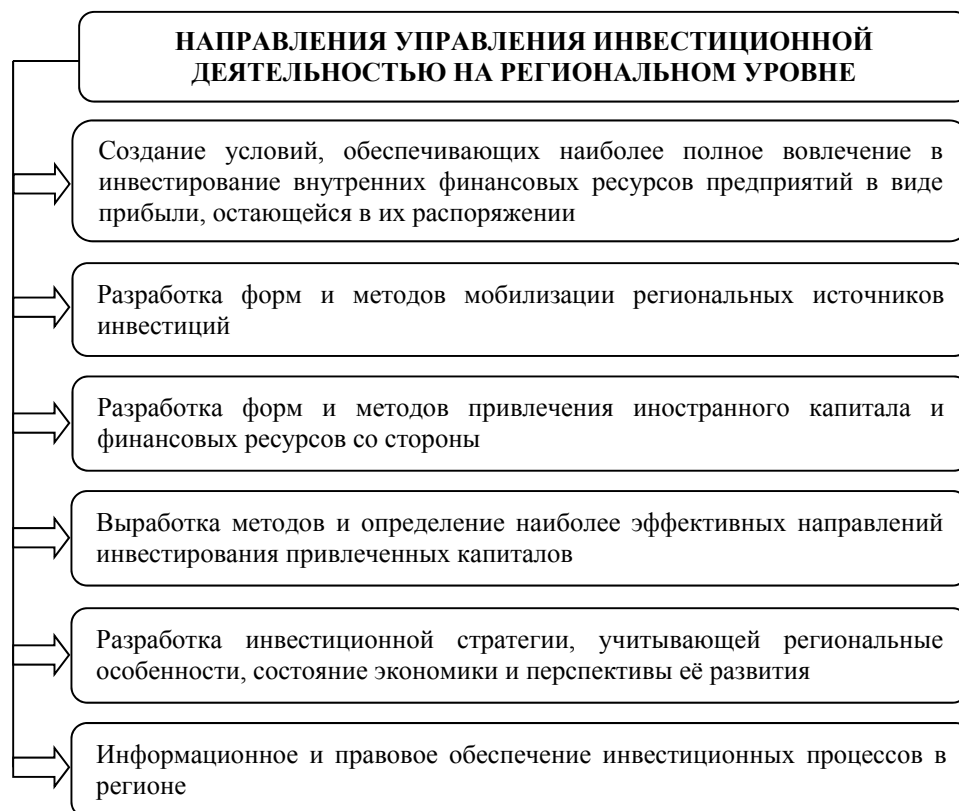 НАПРАВЛЕНИЯ УПРАВЛЕНИЯ ИНВЕСТИЦИОННОЙ
ДЕЯТЕЛЬНОСТЬЮ НА РЕГИОНАЛЬНОМ УРОВНЕ
Создание условий, обеспечивающих наиболее полное вовлечение в
инвестирование внутренних финансовых ресурсов предприятий в виде
прибыли, остающейся в их распоряжении
Разработка форм и методов мобилизации региональных источников
инвестиций
Разработка форм и методов привлечения иностранного капитала и
финансовых ресурсов со стороны
Выработка методов и определение наиболее эффективных направлений
инвестирования привлеченных капиталов
Разработка инвестиционной стратегии, учитывающей региональные
особенности, состояние экономики и перспективы её развития
Информационное и правовое обеспечение инвестиционных процессов в
регионе